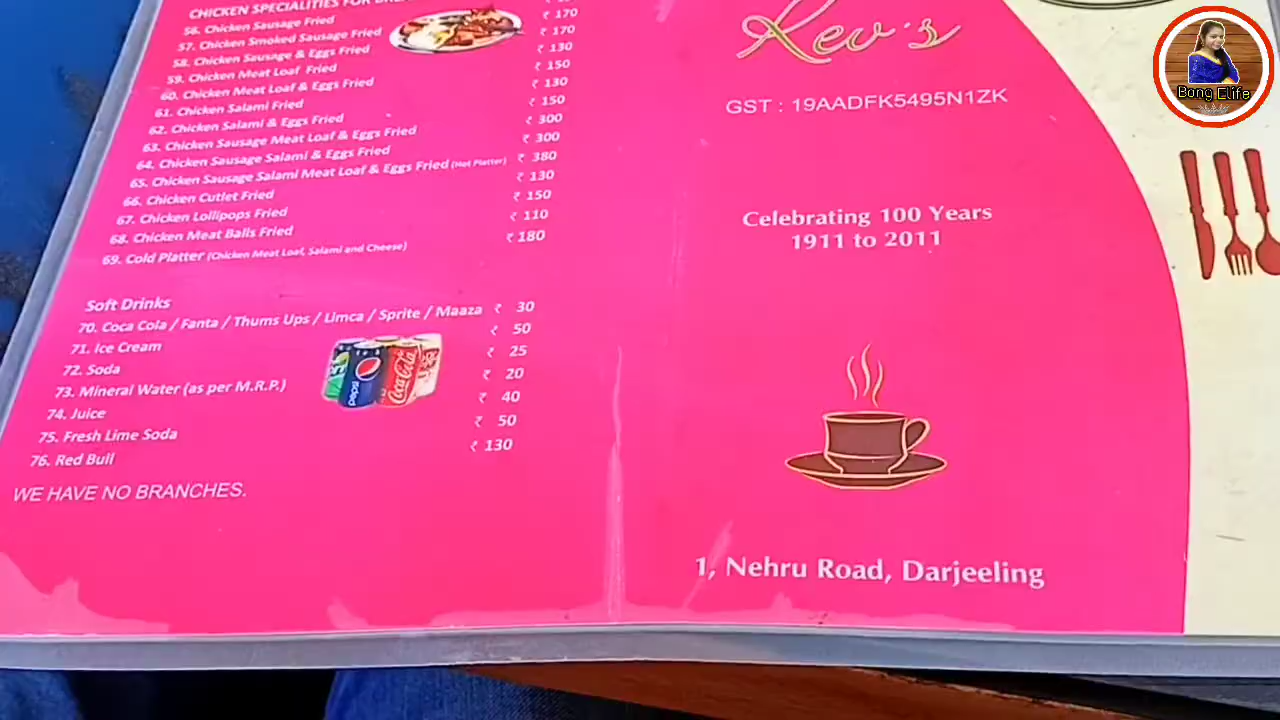 CHICKEN SPECIALITIES FOR
56. Chicken Sausage Fried
57. Chicken Smoked Sausage Fried ₹ 170
58. Chicken Sausage & Eggs Fried ₹ 170
59. Chicken Meat Loaf Fried ₹ 130
60. Chicken Meat Loaf & Eggs Fried ₹ 150
61. Chicken Salami Fried ₹ 130
62. Chicken Salami & Eggs Fried ₹ 150
63. Chicken Sausage Meat Loaf & Eggs Fried ₹ 300
64. Chicken Sausage Salami & Eggs Fried ₹ 300
65. Chicken Sausage Salami Meat Loaf & Eggs Fried (Hot Platter) ₹ 380
66. Chicken Cutlet Fried ₹ 130
67. Chicken Lollipops Fried ₹ 150
68. Chicken Meat Balls Fried ₹ 110
69. Cold Platter (Chicken Meat Loaf, Salami and Cheese) ₹ 180
Soft Drinks
70. Coca Cola / Fanta / Thums Ups / Limca / Sprite / Maaza ₹ 30
71. Ice Cream ₹ 50
72. Soda ₹ 25
73. Mineral Water (as per M.R.P.) ₹ 20
74. Juice ₹ 40
75. Fresh Lime Soda ₹ 50
76. Red Bull ₹ 130
pepsi
Coca-Cola
WE HAVE NO BRANCHES.
Kev's
GST : 19AADFK5495N1ZK
Celebrating 100 Years
1911 to 2011
1, Nehru Road, Darjeeling
Bong Elife